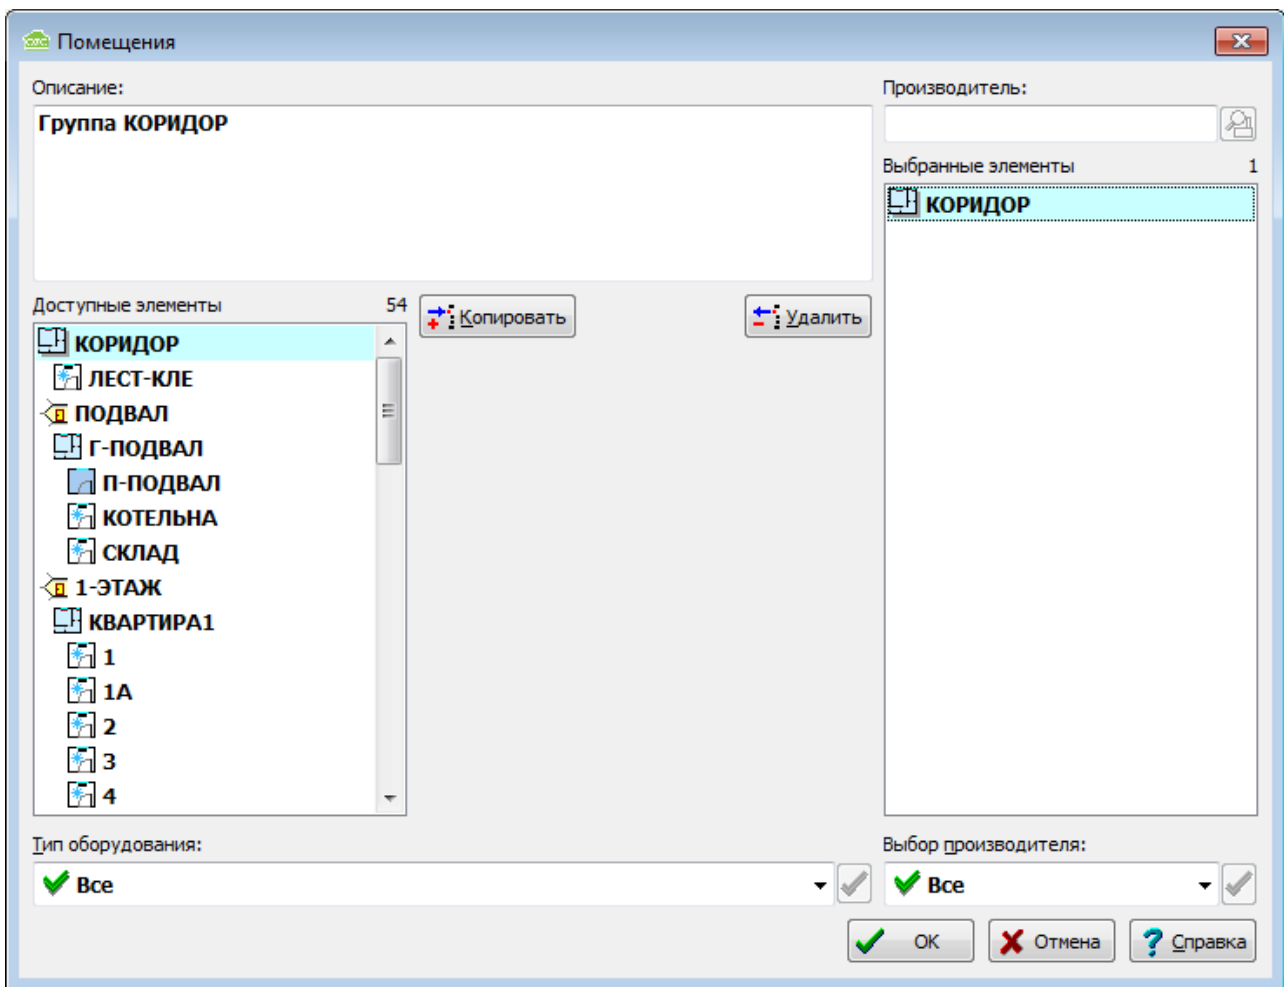 Помещения
Описание:
Группа КОРИДОР
Производитель:
Выбранные элементы 1
КОРИДОР
Доступные элементы 54
Копировать
Удалить
КОРИДОР
ЛЕСТ-КЛЕ
ПОДВАЛ
Г-ПОДВАЛ
П-ПОДВАЛ
КОТЕЛЬНА
СКЛАД
1-ЭТАЖ
КВАРТИРА1
1
1А
2
3
4
Тип оборудования:
Все
Выбор производителя:
Все
ОК
Отмена
Справка